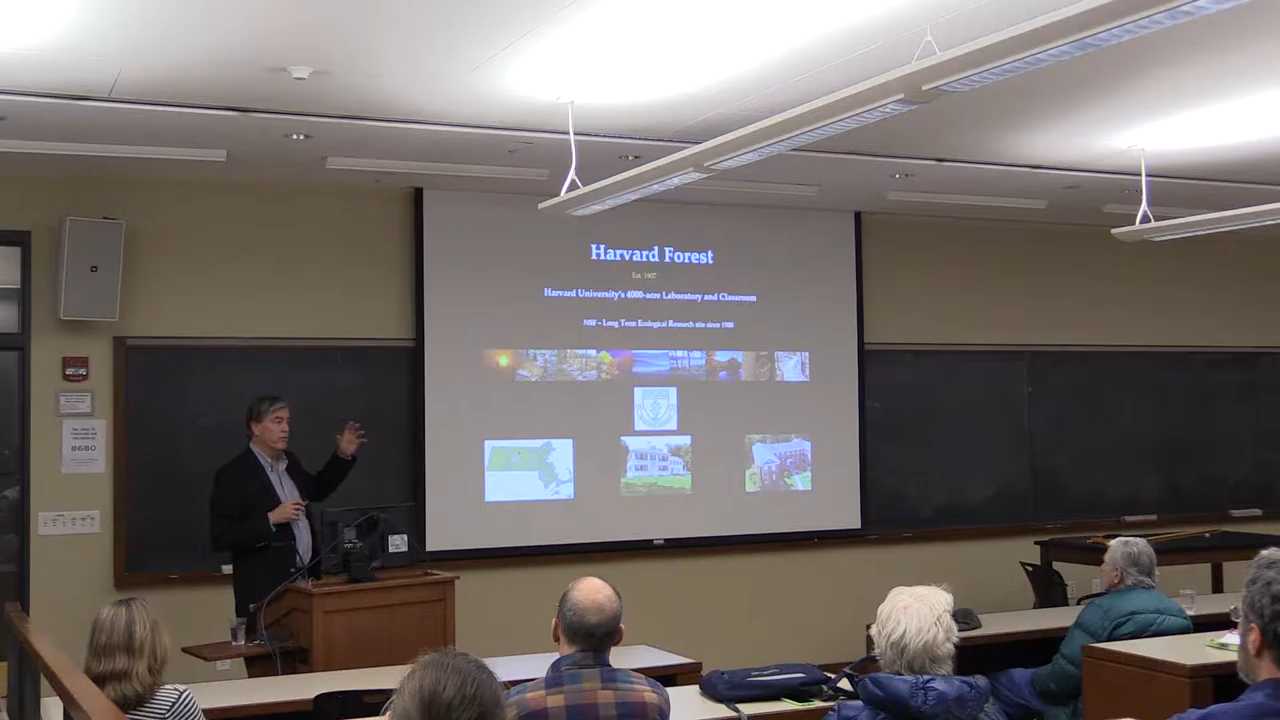 Harvard Forest
Est. 1907
Harvard University's 4000-acre Laboratory and Classroom
NSF – Long Term Ecological Research site since 1988
8680